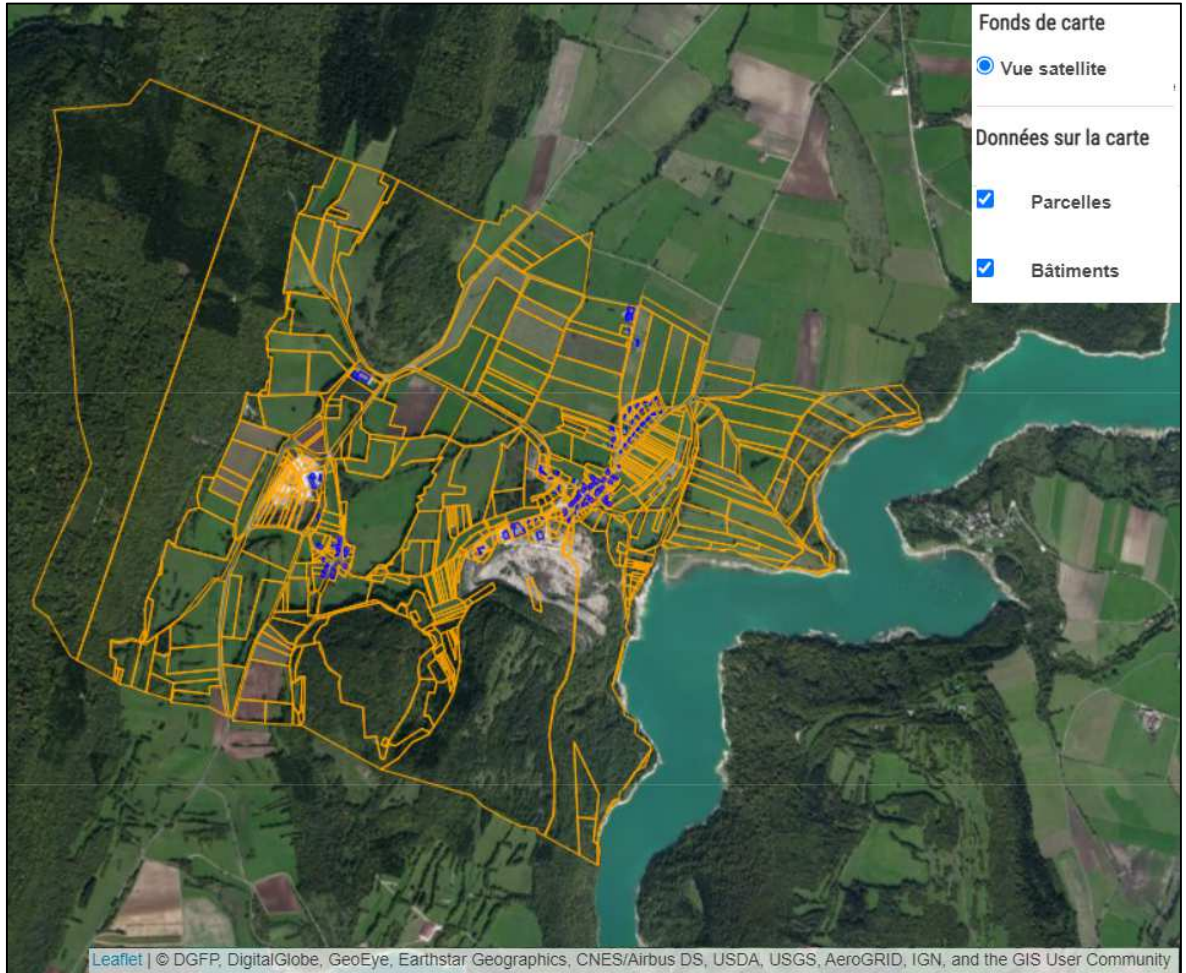 Fonds de carte
Vue satellite
Données sur la carte
Parcelles
Bâtiments
Leaflet | © DGFP, DigitalGlobe, GeoEye, Earthstar Geographics, CNES/Airbus DS, USDA, USGS, AeroGRID, IGN, and the GIS User Community